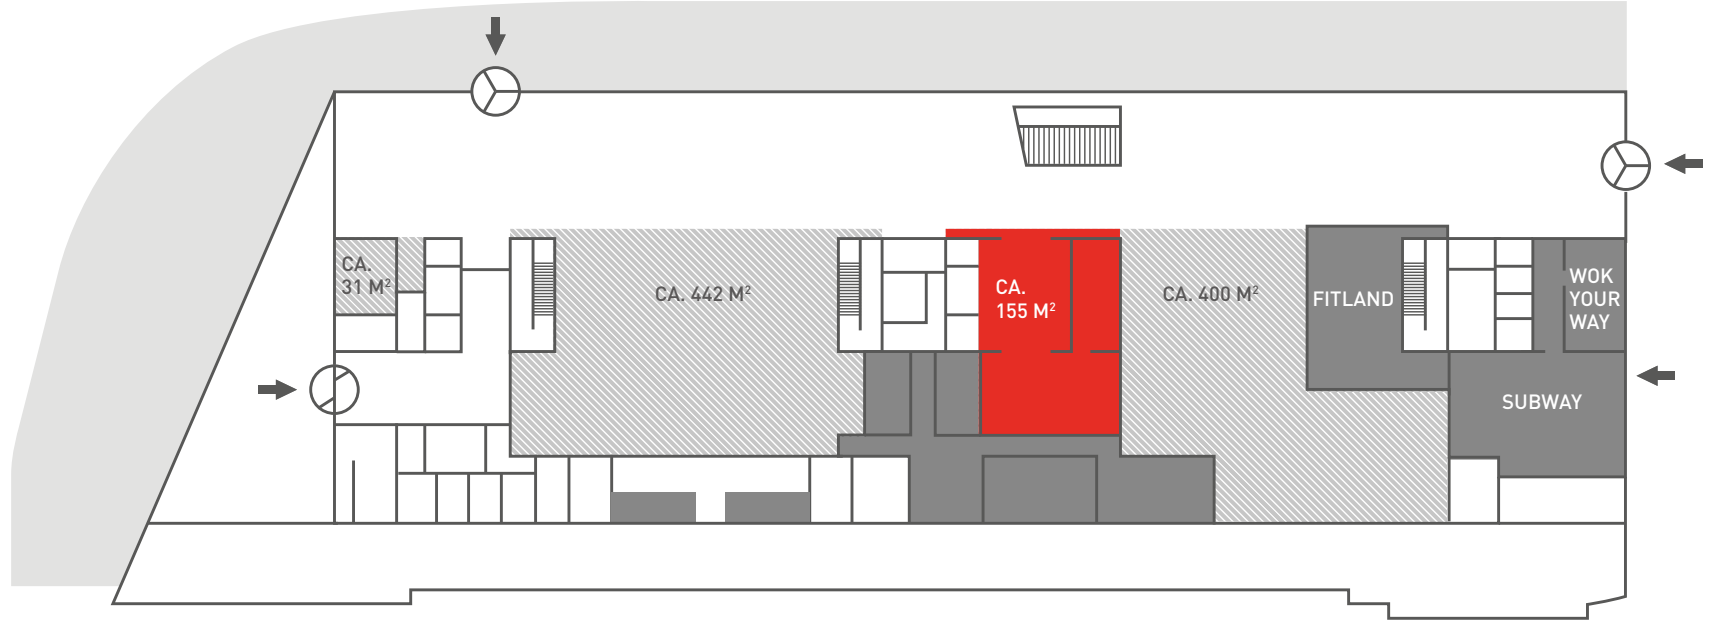 CA.
31 M²
CA. 442 M²
CA.
155 M²
CA. 400 M²
FITLAND
WOK
YOUR
WAY
SUBWAY